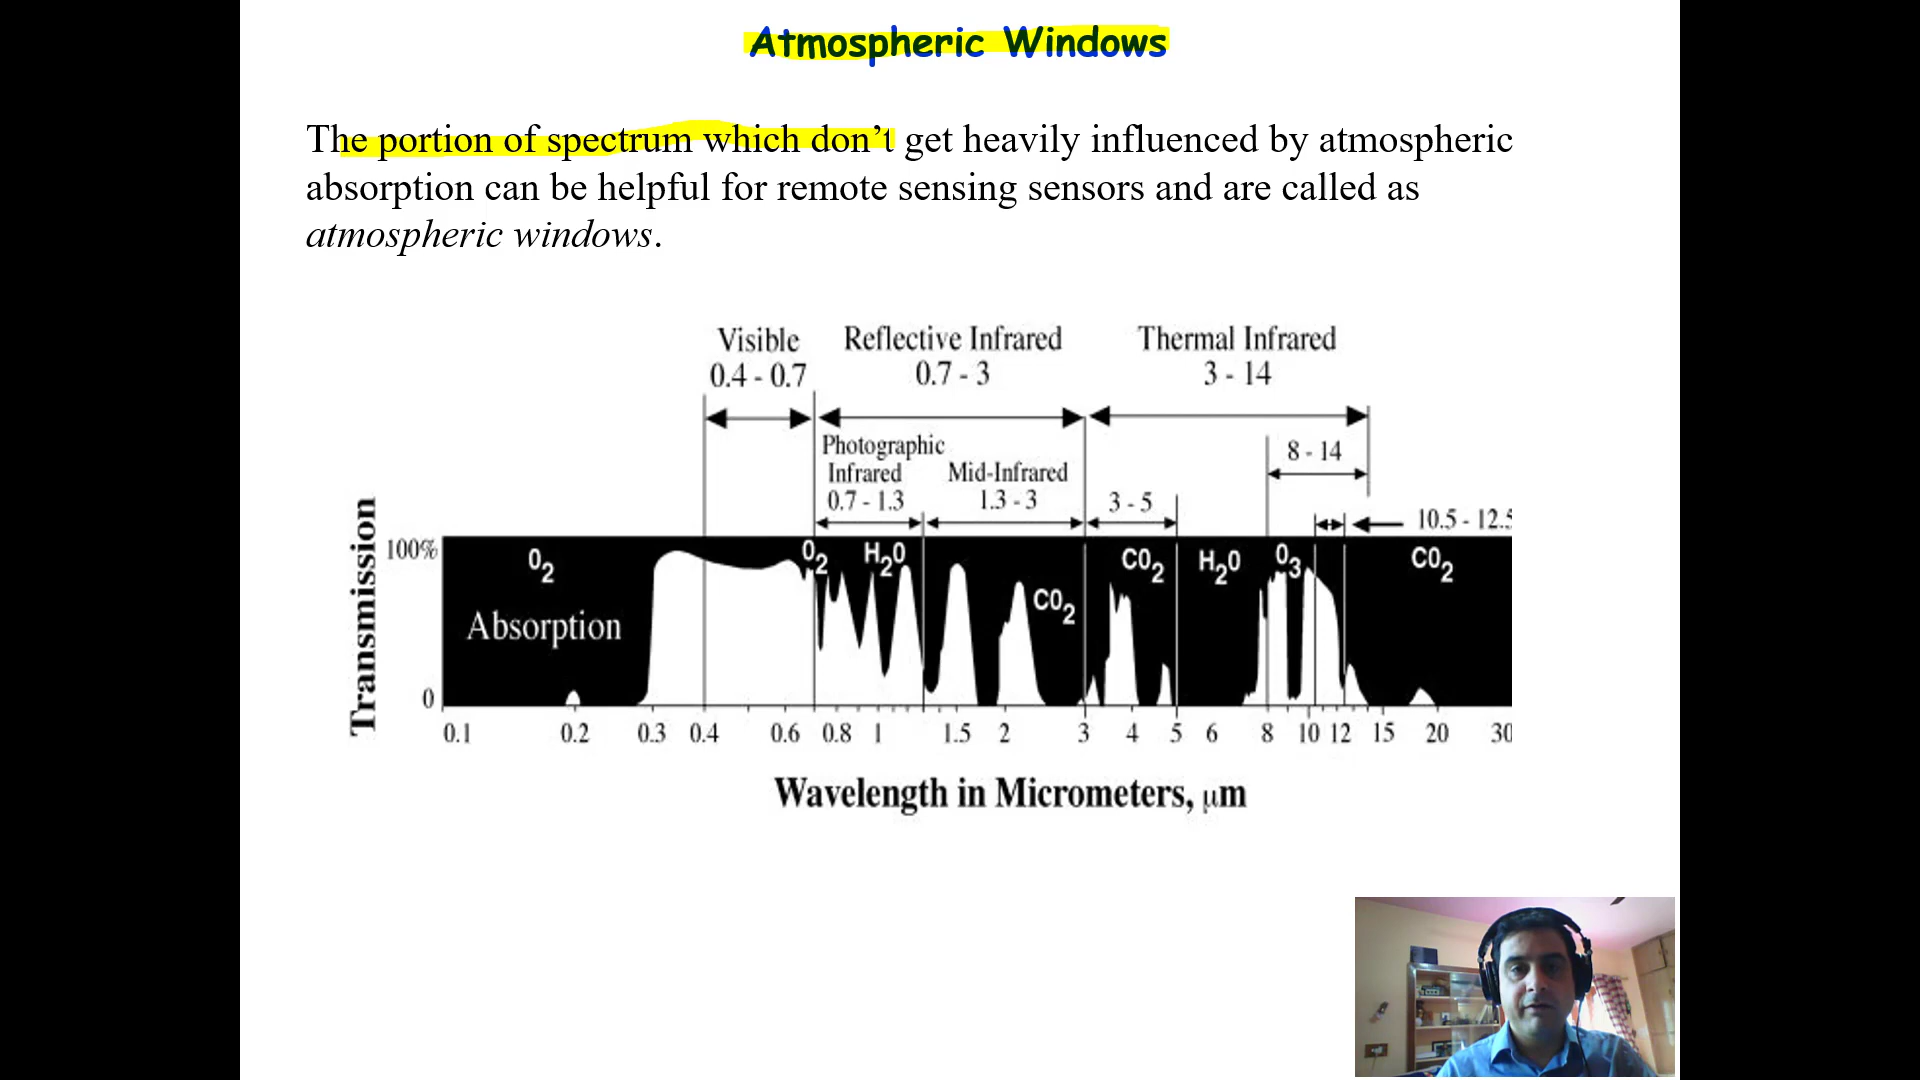 Atmospheric Windows
The portion of spectrum which don’t get heavily influenced by atmospheric
absorption can be helpful for remote sensing sensors and are called as
atmospheric windows.
Visible
0.4 - 0.7
Reflective Infrared
0.7 - 3
Thermal Infrared
3 - 14
Photographic
Infrared
0.7 - 1.3
Mid-Infrared
1.3 - 3
3 - 5
8 - 14
10.5 - 12.5
Transmission
100%
0
O2
Absorption
O2
H2O
CO2
CO2
H2O
O3
CO2
0.1 0.2 0.3 0.4 0.6 0.8 1 1.5 2 3 4 5 6 8 10 12 15 20 30
Wavelength in Micrometers, μm